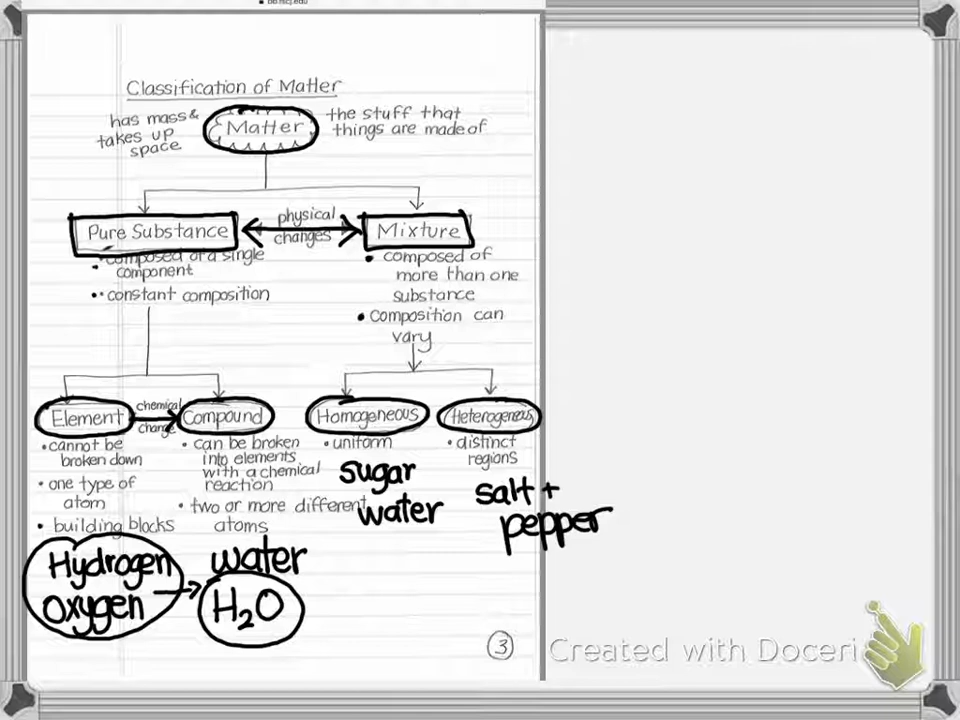 Classification of Matter
has mass &
takes up
space
Matter
the stuff that
things are made of
Pure Substance
physical
changes
Mixture
• composed of a single
component
• constant composition
• composed of
more than one
substance
• composition can
vary
Element
chemical
change
Compound
Homogeneous
Heterogeneous
• cannot be
broken down
• one type of
atom
• building blocks
• can be broken
into elements
with a chemical
reaction
• two or more different
atoms
• uniform
• distinct
regions
sugar
water
salt +
pepper
Hydrogen
Oxygen
water
H₂O
3
Created with Doceri